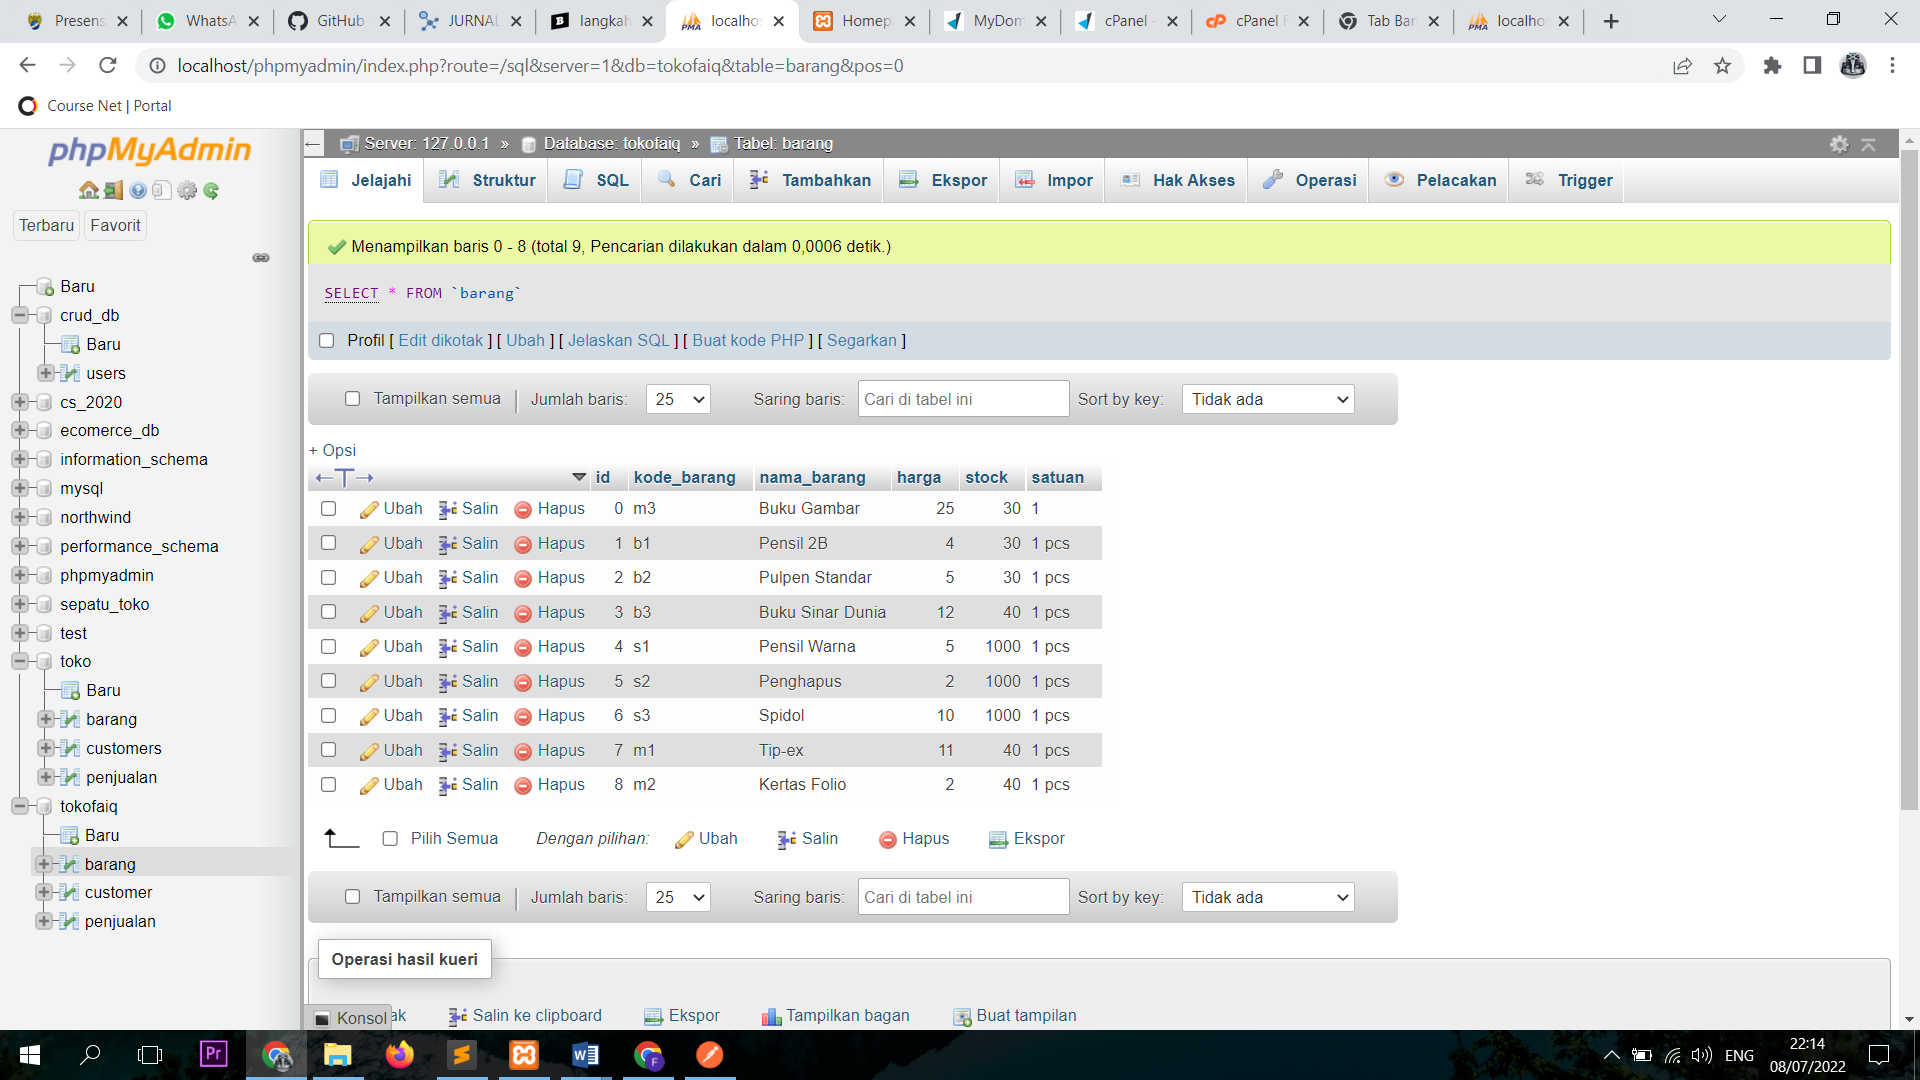 Presens
WhatsA
GitHub
JURNAL
langkah
localhos
Homep
MyDom
cPanel -
cPanel F
Tab Bar
localho
localhost/phpmyadmin/index.php?route=/sql&server=1&db=tokofaiq&table=barang&pos=0
Course Net | Portal
phpMyAdmin
Terbaru
Favorit
Baru
crud_db
Baru
users
cs_2020
ecomerce_db
information_schema
mysql
northwind
performance_schema
phpmyadmin
sepatu_toko
test
toko
Baru
barang
customers
penjualan
tokofaiq
Baru
barang
customer
penjualan
Server: 127.0.0.1 » Database: tokofaiq » Tabel: barang
Jelajahi Struktur SQL Cari Tambahkan Ekspor Impor Hak Akses Operasi Pelacakan Trigger
Menampilkan baris 0 - 8 (total 9, Pencarian dilakukan dalam 0,0006 detik.)
SELECT * FROM `barang`
Profil [ Edit dikotak ] [ Ubah ] [ Jelaskan SQL ] [ Buat kode PHP ] [ Segarkan ]
Tampilkan semua | Jumlah baris: 25 Saring baris: Cari di tabel ini Sort by key: Tidak ada
+ Opsi
←T→ id kode_barang nama_barang harga stock satuan
Ubah Salin Hapus 0 m3 Buku Gambar 25 30 1
Ubah Salin Hapus 1 b1 Pensil 2B 4 30 1 pcs
Ubah Salin Hapus 2 b2 Pulpen Standar 5 30 1 pcs
Ubah Salin Hapus 3 b3 Buku Sinar Dunia 12 40 1 pcs
Ubah Salin Hapus 4 s1 Pensil Warna 5 1000 1 pcs
Ubah Salin Hapus 5 s2 Penghapus 2 1000 1 pcs
Ubah Salin Hapus 6 s3 Spidol 10 1000 1 pcs
Ubah Salin Hapus 7 m1 Tip-ex 11 40 1 pcs
Ubah Salin Hapus 8 m2 Kertas Folio 2 40 1 pcs
Pilih Semua Dengan pilihan: Ubah Salin Hapus Ekspor
Tampilkan semua | Jumlah baris: 25 Saring baris: Cari di tabel ini Sort by key: Tidak ada
Operasi hasil kueri
Konsol ak Salin ke clipboard Ekspor Tampilkan bagan Buat tampilan
Pr
ENG
22:14
08/07/2022